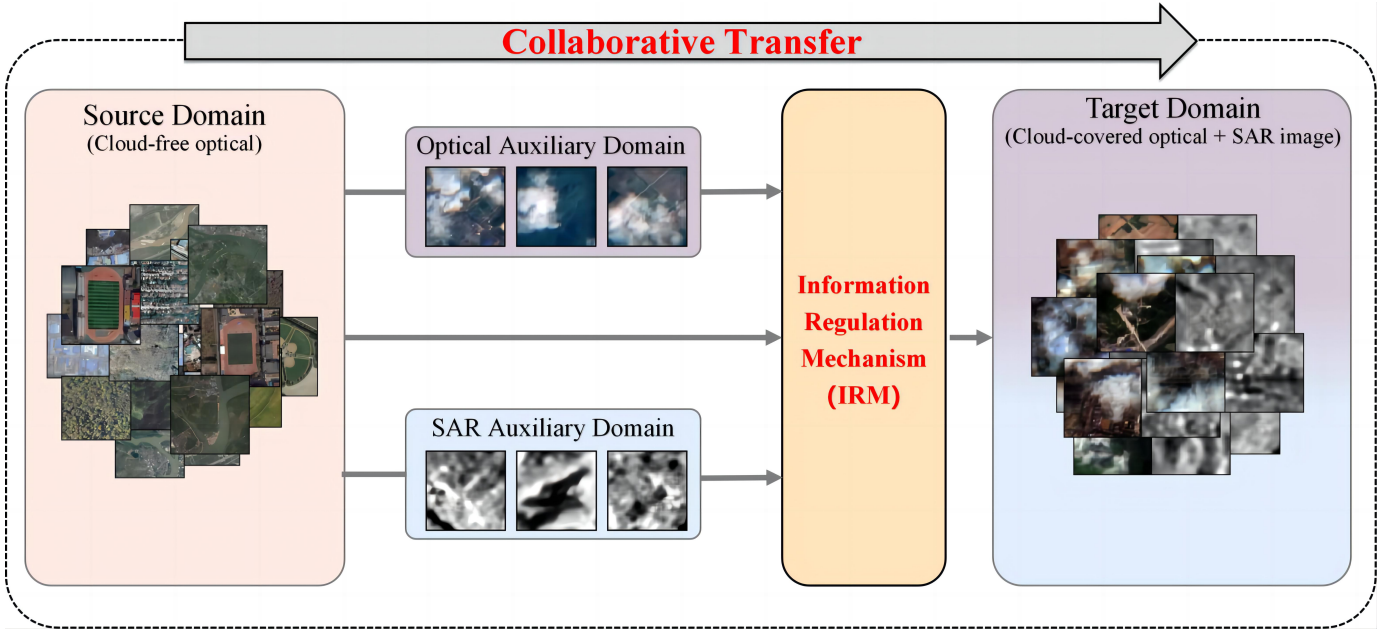 Collaborative Transfer
Source Domain
(Cloud-free optical)
Optical Auxiliary Domain
SAR Auxiliary Domain
Information
Regulation
Mechanism
(IRM)
Target Domain
(Cloud-covered optical + SAR image)